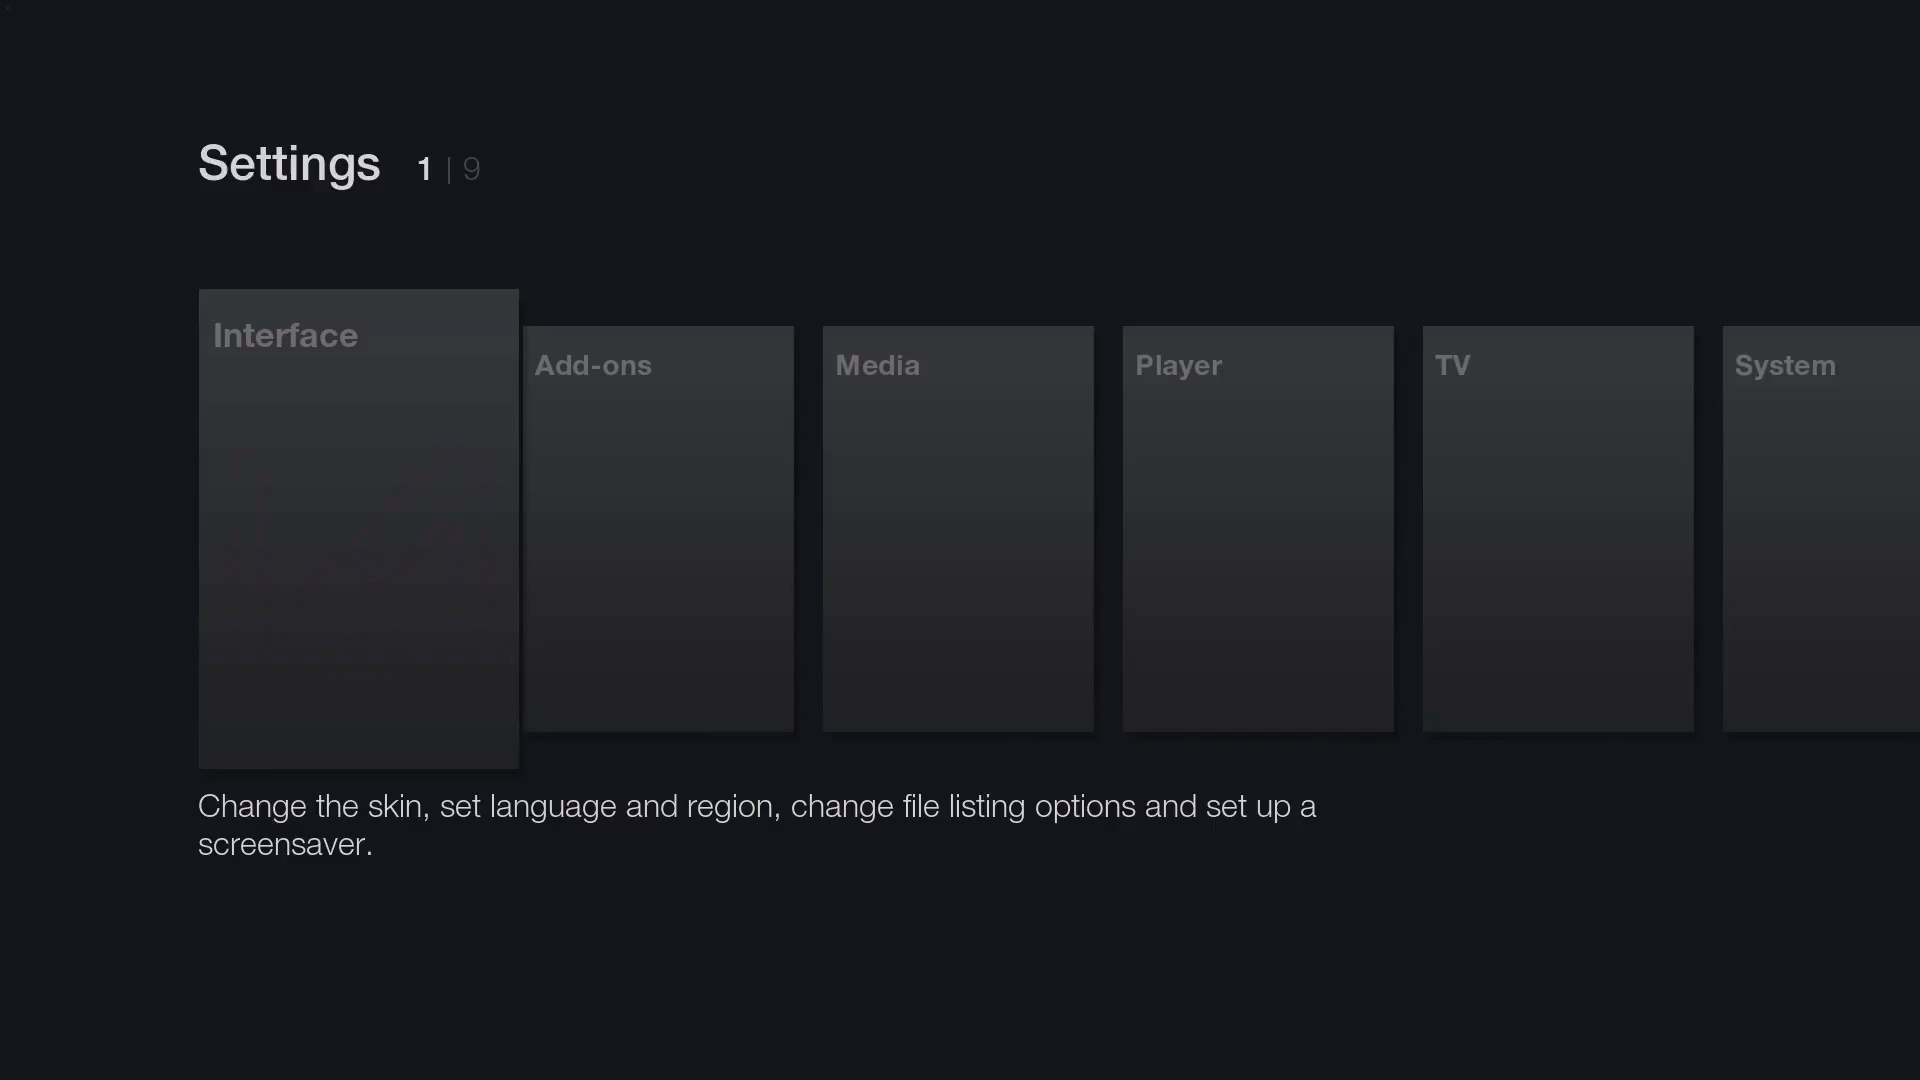 Settings 1 | 9
Interface
Add-ons
Media
Player
TV
System
Change the skin, set language and region, change file listing options and set up a
screensaver.